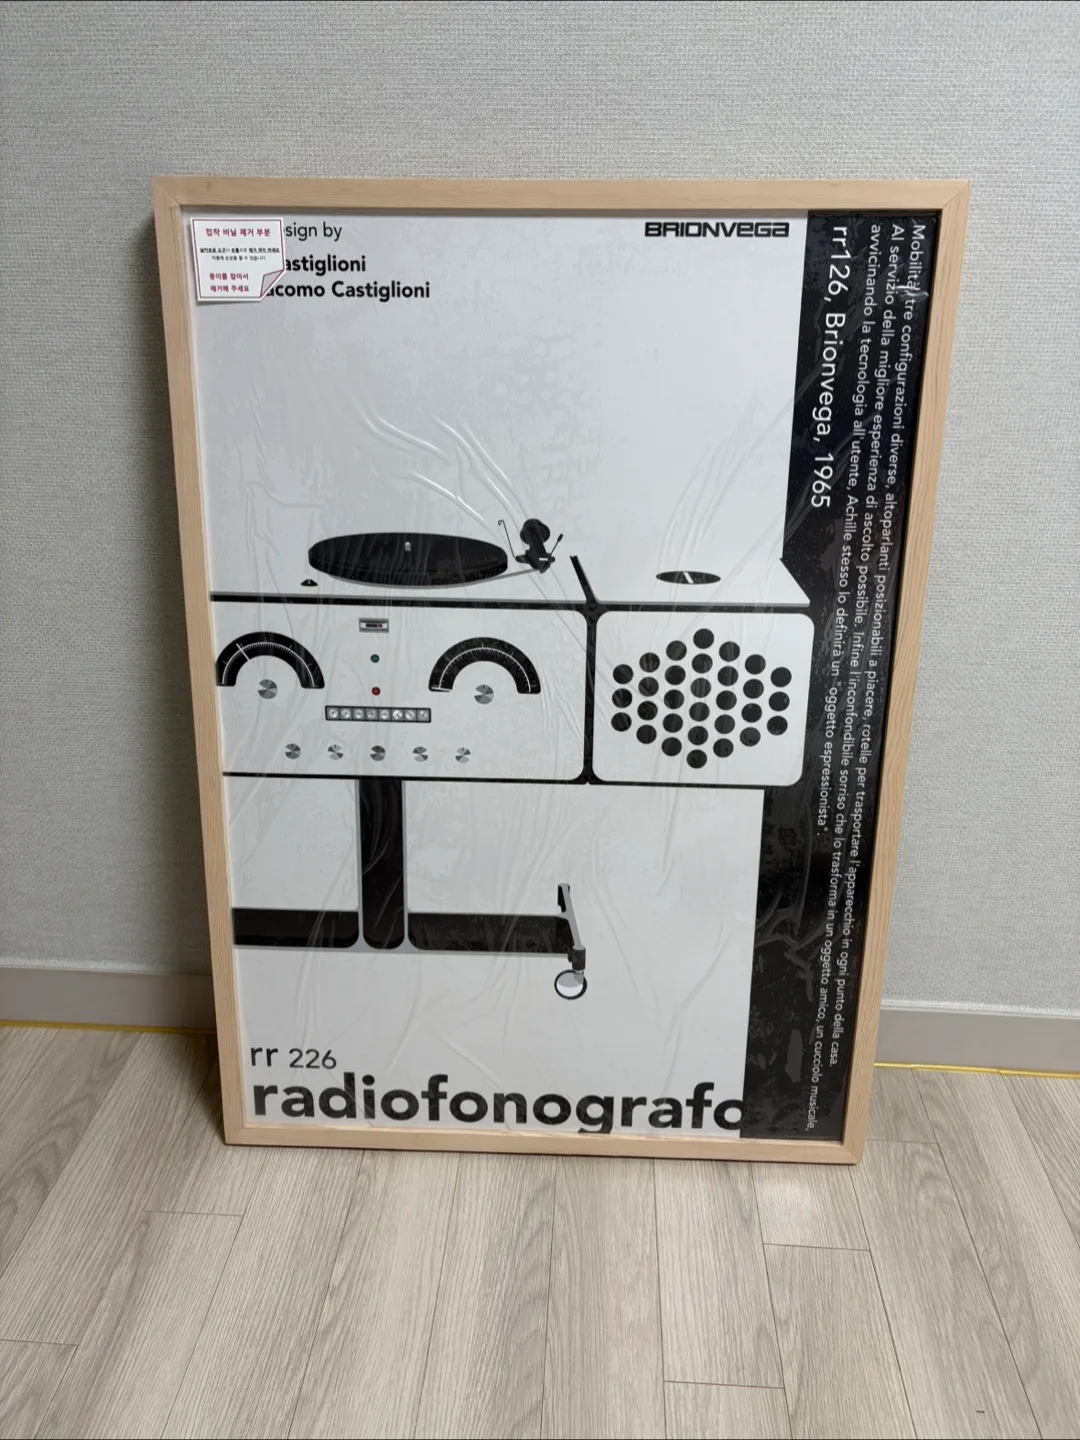 접착 비닐 제거 부분
종이를 잡아서
제거해 주세요
esign by
astiglioni
acomo Castiglioni
BRIONVEGA
rr126, Brionvega, 1965
Mobilità, tre configurazioni diverse, altoparlanti posizionabili a piacere, rotelle per trasportare l'apparecchio in ogni punto della casa.
Al servizio della migliore esperienza di ascolto possibile. Infine l'inconfondibile sorriso che lo trasforma in un oggetto amico, un cucciolo musicale,
avvicinando la tecnologia all'utente, Achille stesso lo definirà un "oggetto espressionista".
rr 226
radiofonografo